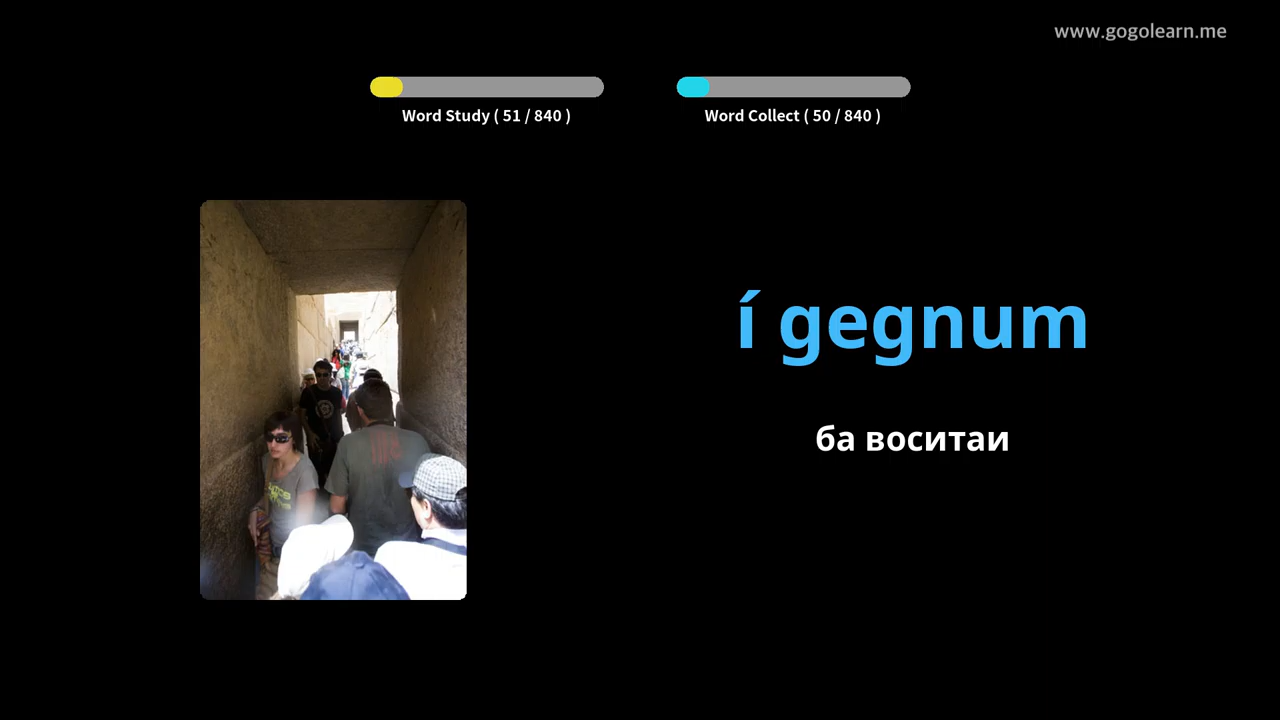 www.gogolearn.me
Word Study ( 51 / 840 )
Word Collect ( 50 / 840 )
í gegnum
ба воситаи